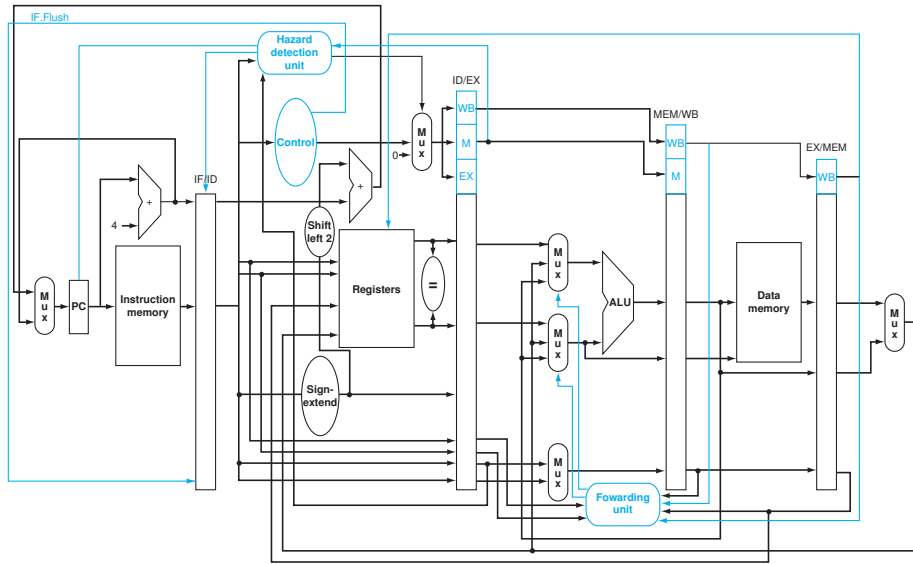 IF.Flush
Hazard
detection
unit
ID/EX
WB
MEM/WB
M
u
x
Control
M
WB
EX/MEM
0
+
EX
M
WB
IF/ID
+
4
Shift
left 2
Registers
=
M
u
x
ALU
M
u
x
PC
Instruction
memory
M
u
x
Data
memory
M
u
x
Sign-
extend
M
u
x
Fowarding
unit